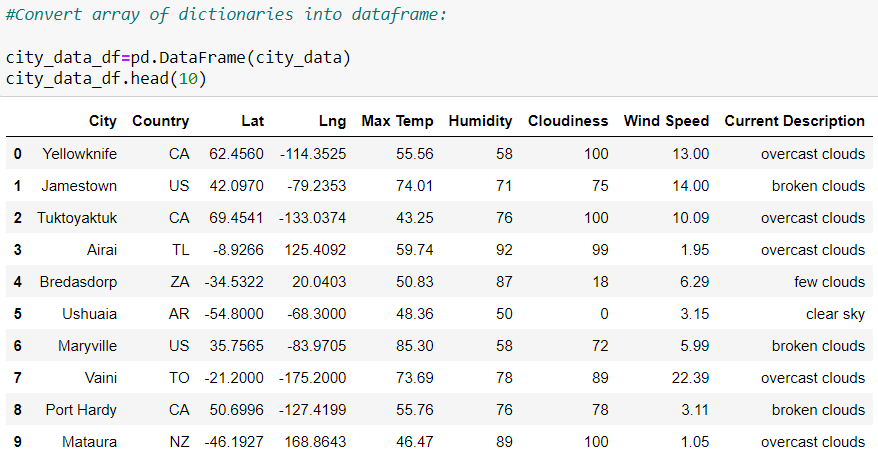 #Convert array of dictionaries into dataframe:
city_data_df=pd.DataFrame(city_data)
city_data_df.head(10)
City Country Lat Lng Max Temp Humidity Cloudiness Wind Speed Current Description
0 Yellowknife CA 62.4560 -114.3525 55.56 58 100 13.00 overcast clouds
1 Jamestown US 42.0970 -79.2353 74.01 71 75 14.00 broken clouds
2 Tuktoyaktuk CA 69.4541 -133.0374 43.25 76 100 10.09 overcast clouds
3 Airai TL -8.9266 125.4092 59.74 92 99 1.95 overcast clouds
4 Bredasdorp ZA -34.5322 20.0403 50.83 87 18 6.29 few clouds
5 Ushuaia AR -54.8000 -68.3000 48.36 50 0 3.15 clear sky
6 Maryville US 35.7565 -83.9705 85.30 58 72 5.99 broken clouds
7 Vaini TO -21.2000 -175.2000 73.69 78 89 22.39 overcast clouds
8 Port Hardy CA 50.6996 -127.4199 55.76 76 78 3.11 broken clouds
9 Mataura NZ -46.1927 168.8643 46.47 89 100 1.05 overcast clouds